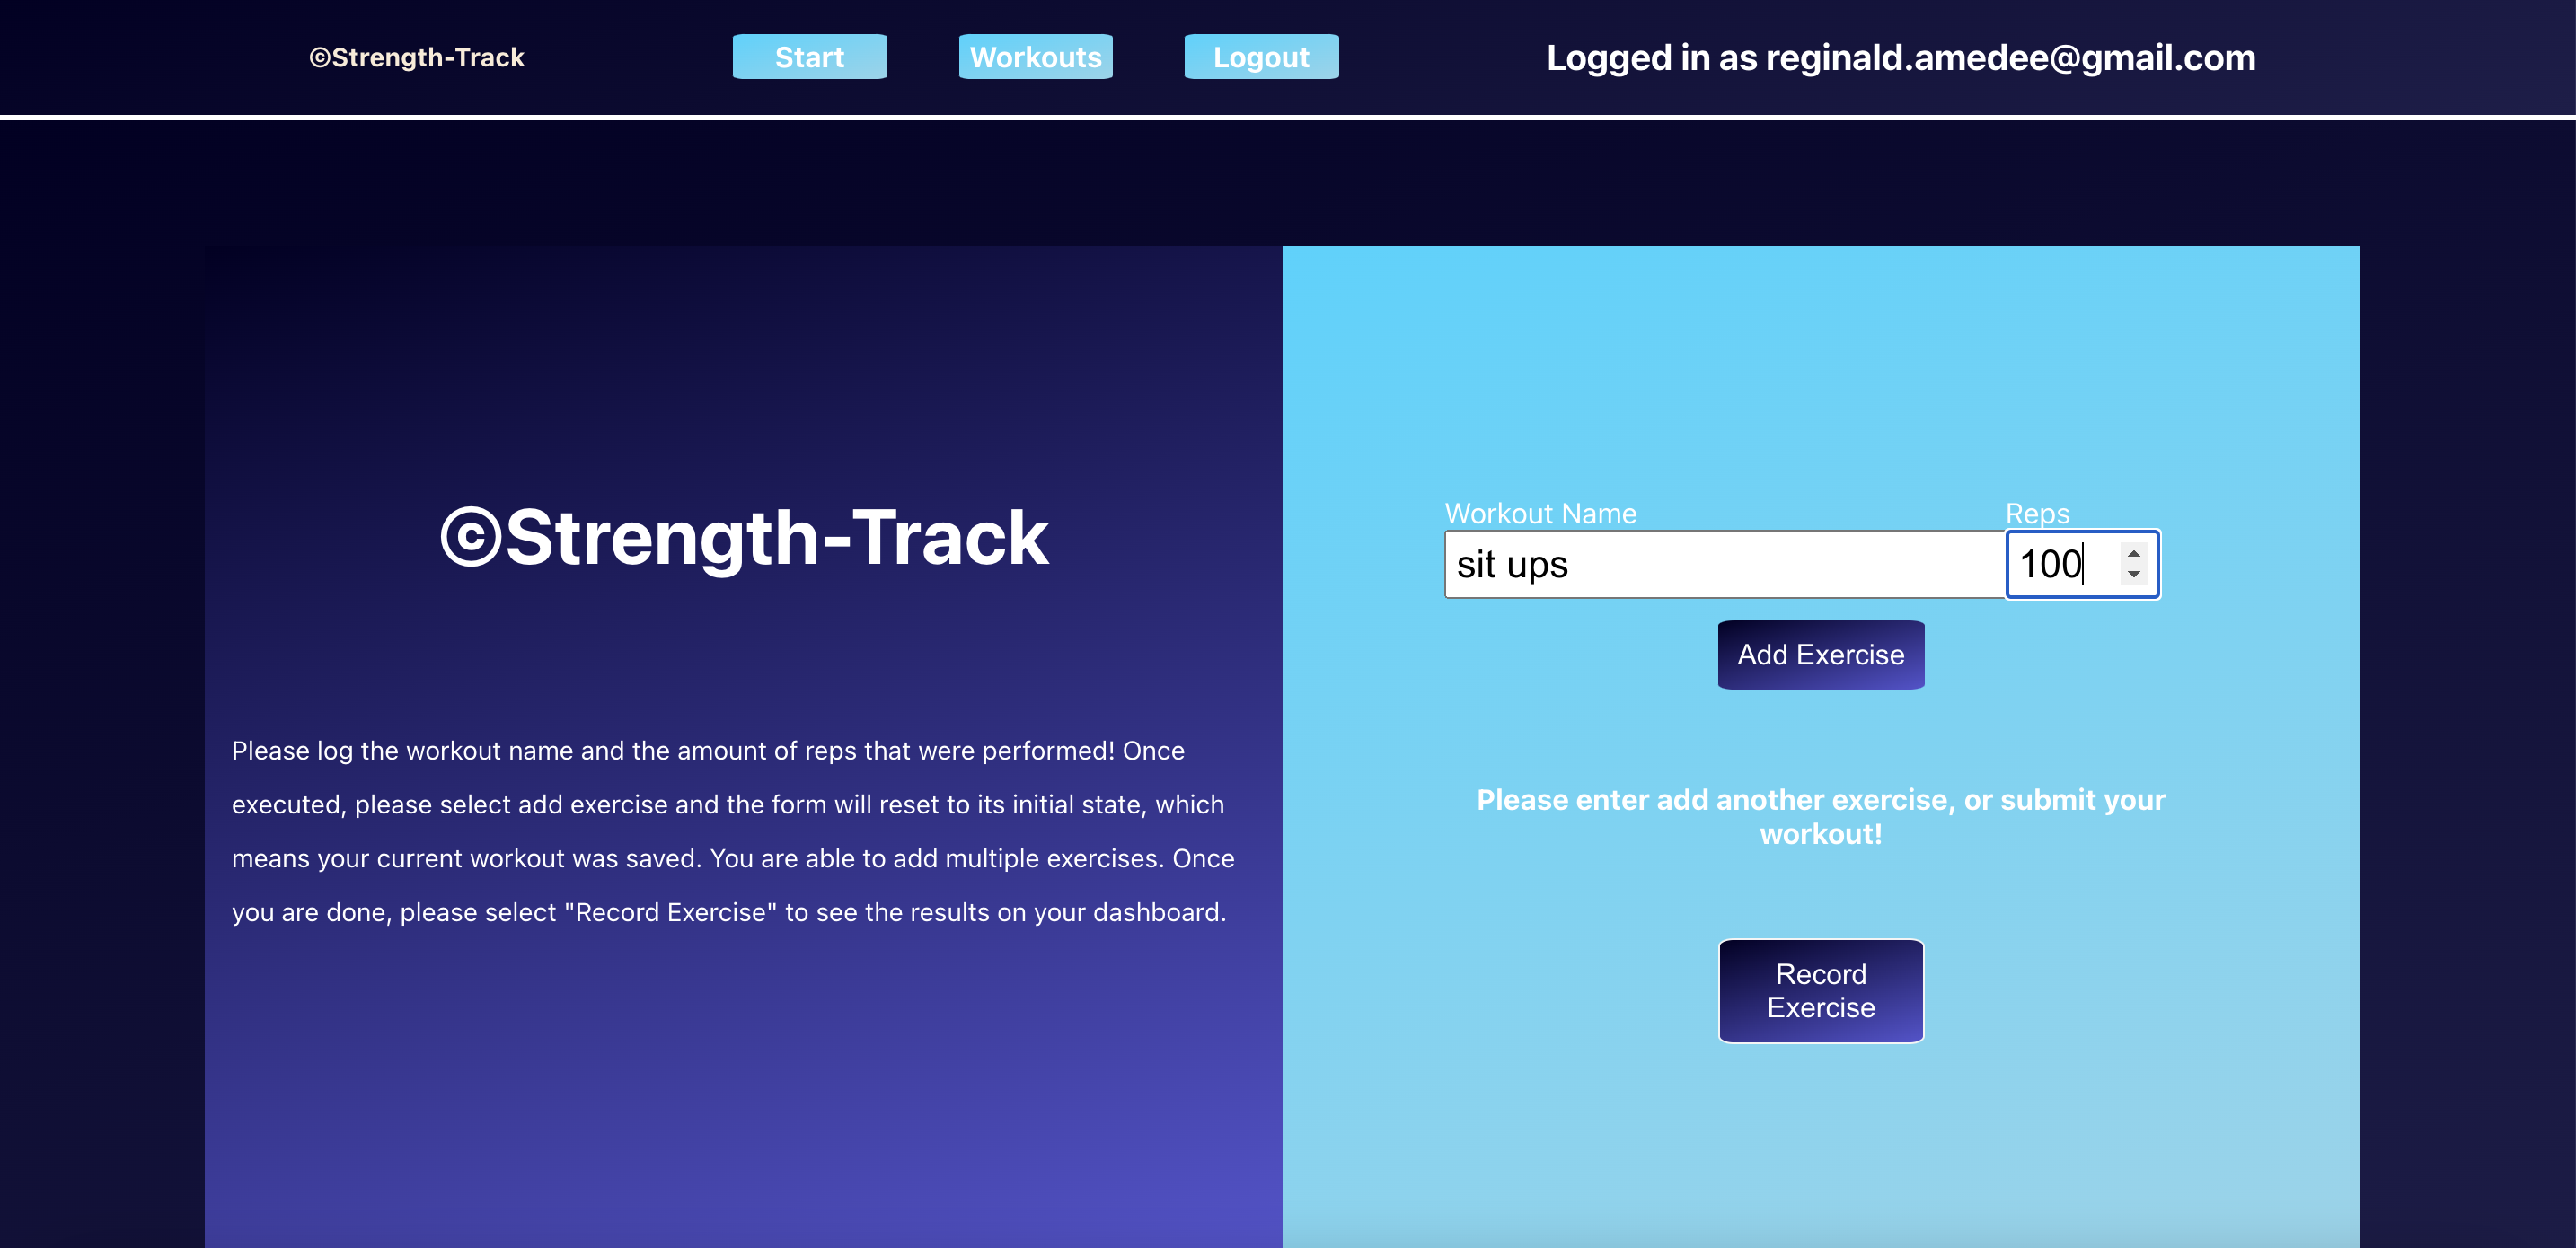 ©Strength-Track
Start
Workouts
Logout
Logged in as reginald.amedee@gmail.com
©Strength-Track
Please log the workout name and the amount of reps that were performed! Once
executed, please select add exercise and the form will reset to its initial state, which
means your current workout was saved. You are able to add multiple exercises. Once
you are done, please select "Record Exercise" to see the results on your dashboard.
Workout Name
Reps
sit ups
100
Add Exercise
Please enter add another exercise, or submit your
workout!
Record
Exercise